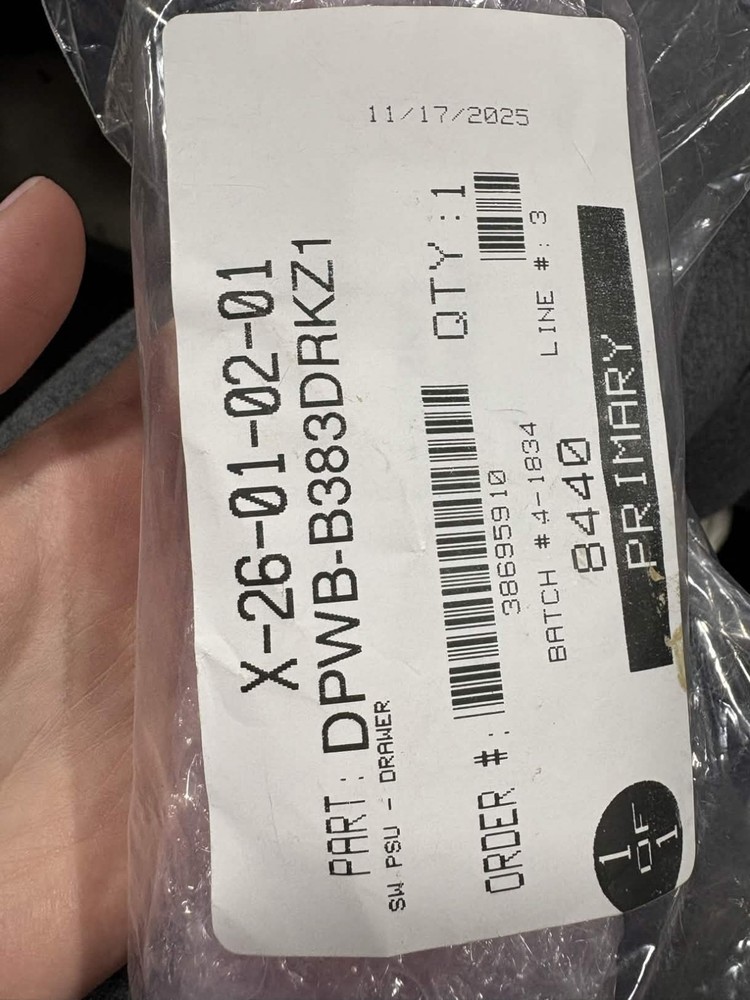 11/17/2025
X-26-01-02-01
PART: DPWB-B383DRKZ1
SW PSU - DRAWER
QTY:1
ORDER #:
38695910
LINE #: 3
BATCH #4-1834
8440
PRIMARY
1
OF
1